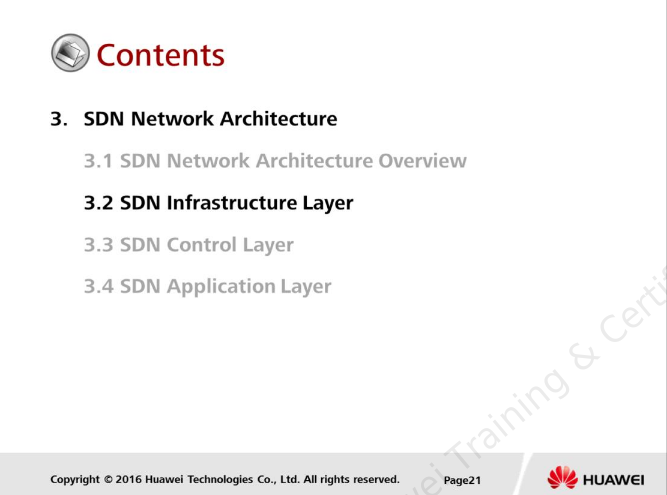 Contents
3. SDN Network Architecture
3.1 SDN Network Architecture Overview
3.2 SDN Infrastructure Layer
3.3 SDN Control Layer
3.4 SDN Application Layer
ei Training & Certif
Copyright © 2016 Huawei Technologies Co., Ltd. All rights reserved.
Page21
HUAWEI